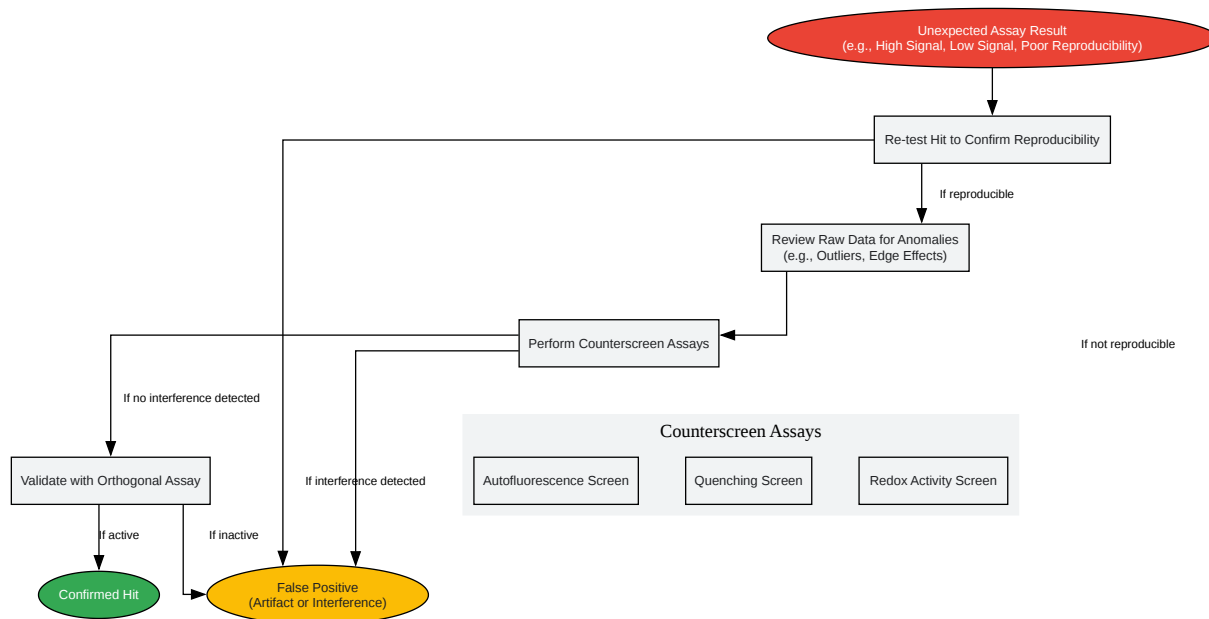 Unexpected Assay Result
(e.g., High Signal, Low Signal, Poor Reproducibility)
Re-test Hit to Confirm Reproducibility
If reproducible
Review Raw Data for Anomalies
(e.g., Outliers, Edge Effects)
Perform Counterscreen Assays
If not reproducible
If no interference detected
Counterscreen Assays
Validate with Orthogonal Assay
If interference detected
Autofluorescence Screen
Quenching Screen
Redox Activity Screen
If active
If inactive
Confirmed Hit
False Positive
(Artifact or Interference)